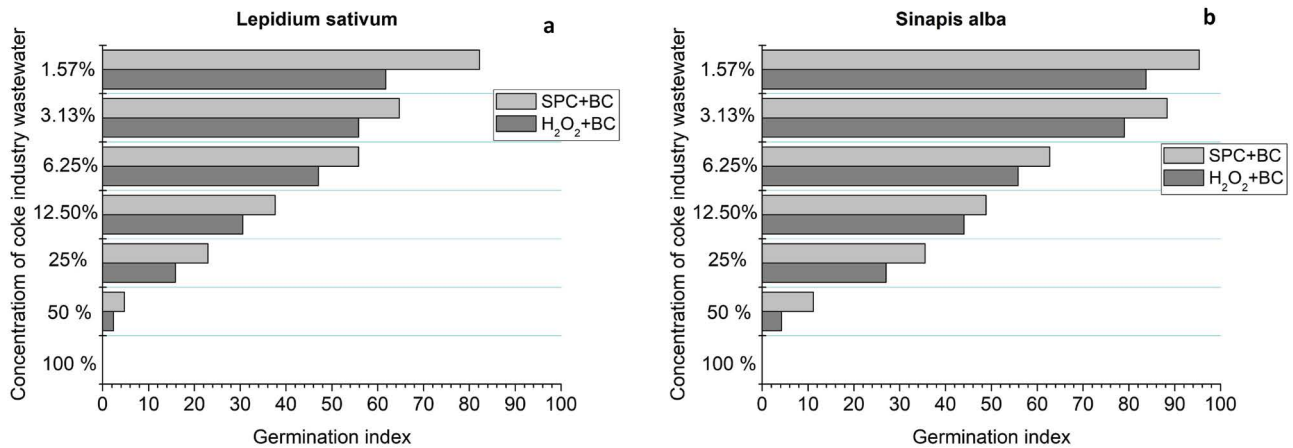 Lepidium sativum
a
Concentratiom of coke industry wastewater
1.57%
3.13%
6.25%
12.50%
25%
50 %
100 %
SPC+BC
H₂O₂+BC
0 10 20 30 40 50 60 70 80 90 100
Germination index
Sinapis alba
b
Concentratiom of coke industry wastewater
1.57%
3.13%
6.25%
12.50%
25%
50 %
100 %
SPC+BC
H₂O₂+BC
0 10 20 30 40 50 60 70 80 90 100
Germination index